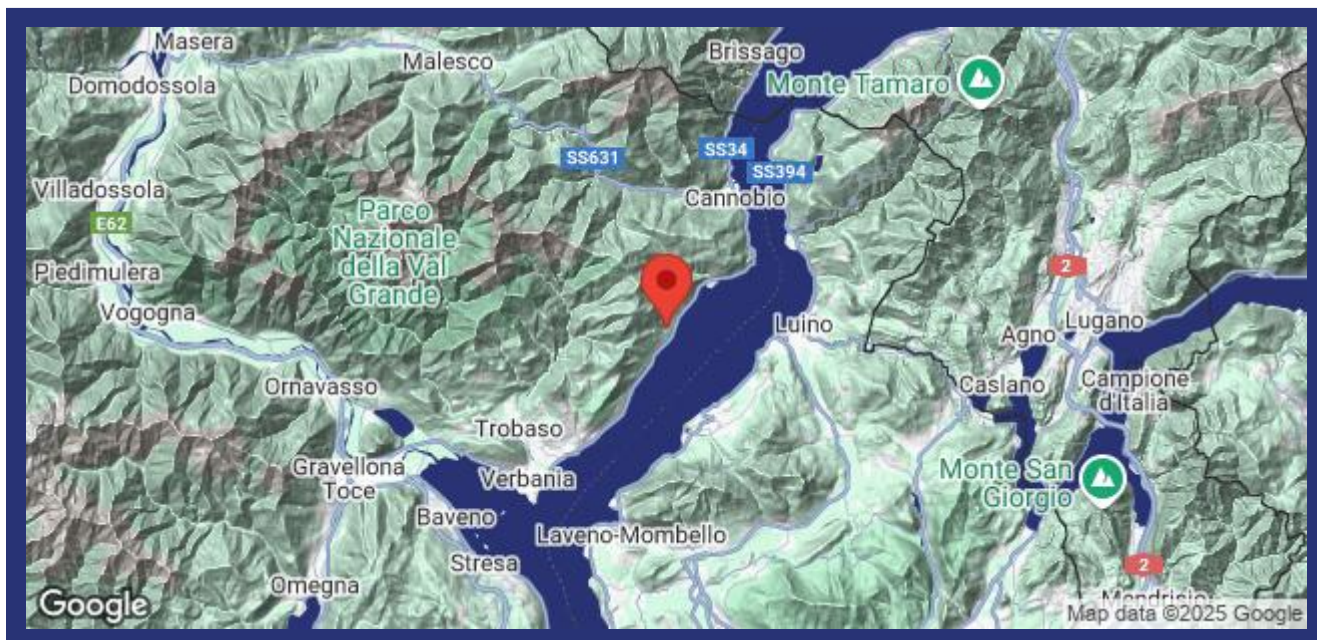 Masera
Domodossola
Malesco
Brissago
Monte Tamaro
SS631
SS34
SS394
Villadossola
Cannobio
E62
Parco
Nazionale
della Val
Grande
Piedimulera
2
Vogogna
Luino
Agno
Lugano
Ornavasso
Caslano
Campione
d'Italia
Trobaso
Gravellona
Toce
Verbania
Monte San
Giorgio
Baveno
Laveno-Mombello
Stresa
2
Omegna
Mendrisio
Google
Map data ©2025 Google